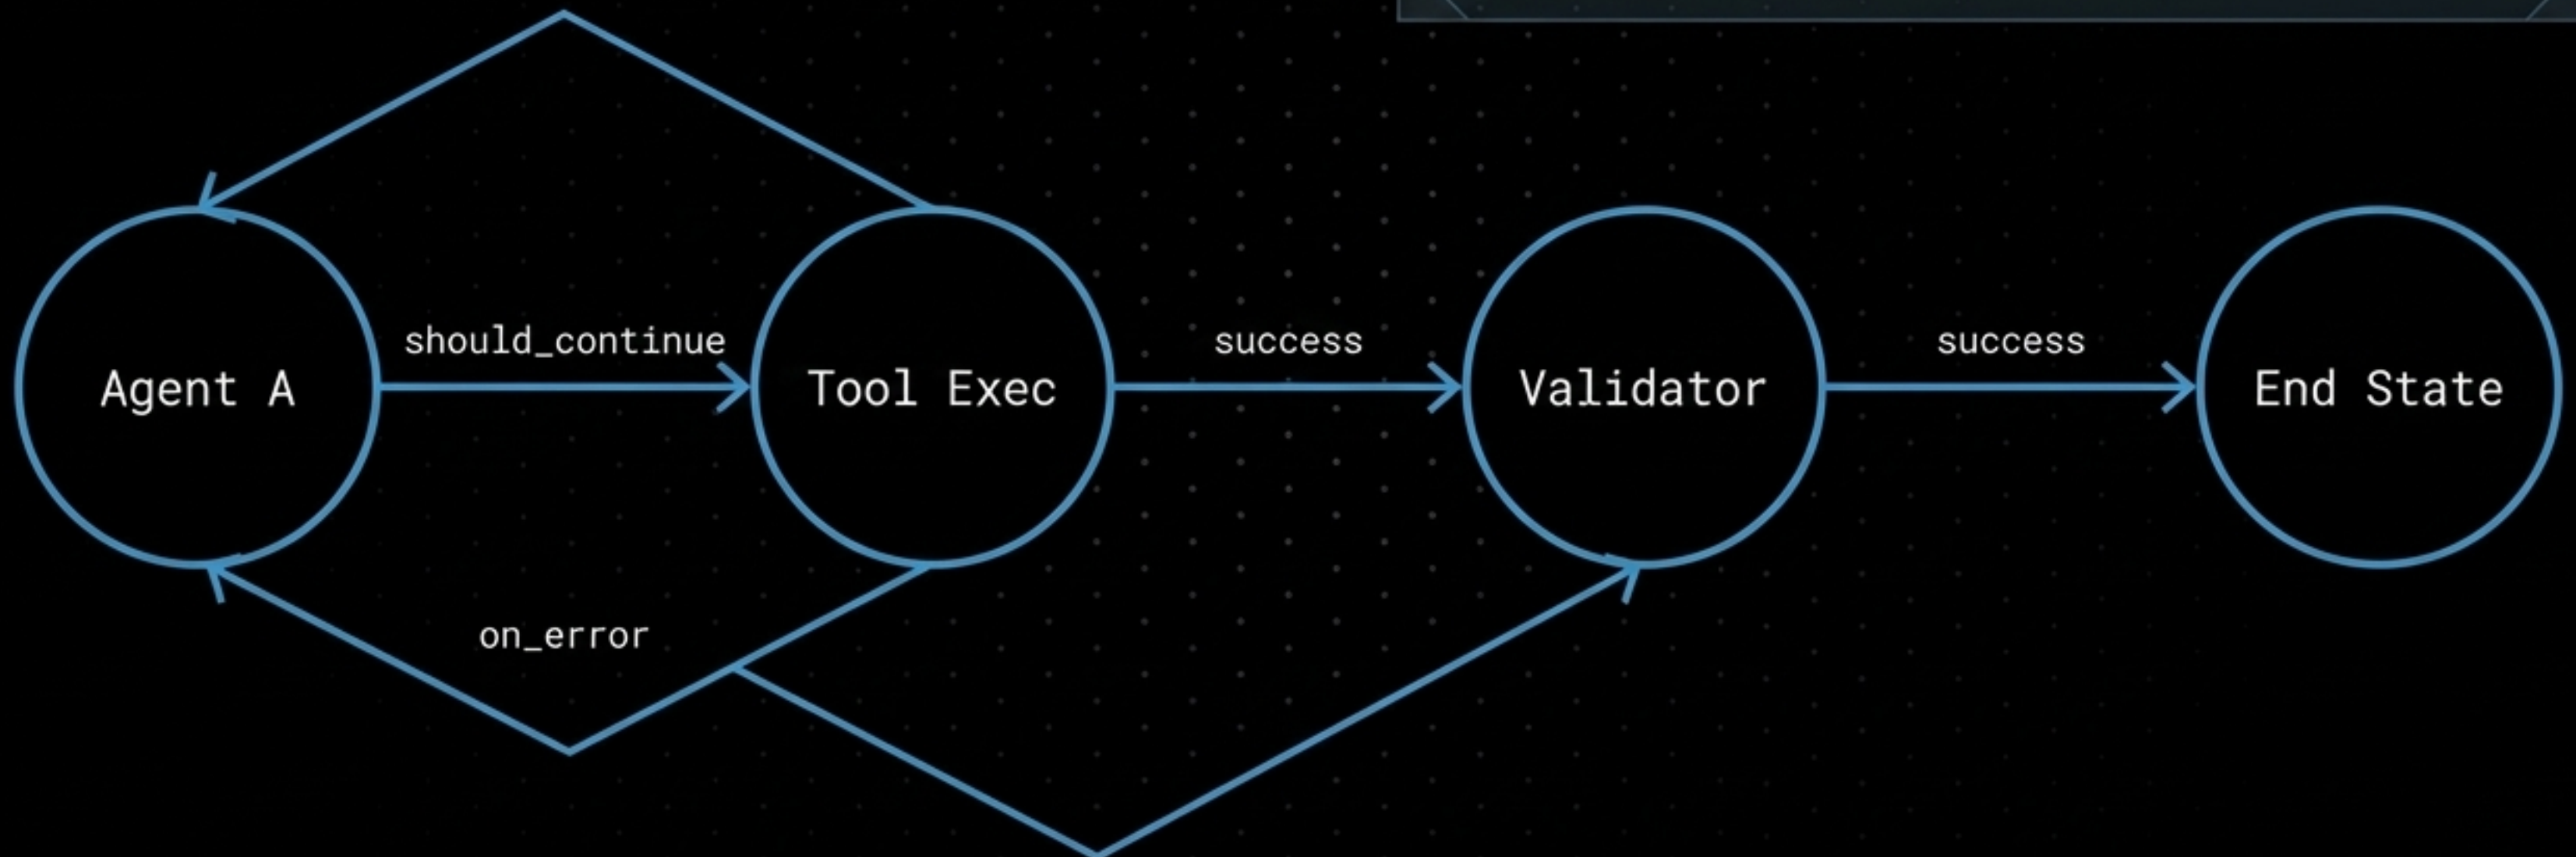 should_continue
success
success
Agent A
Tool Exec
Validator
End State
on_error